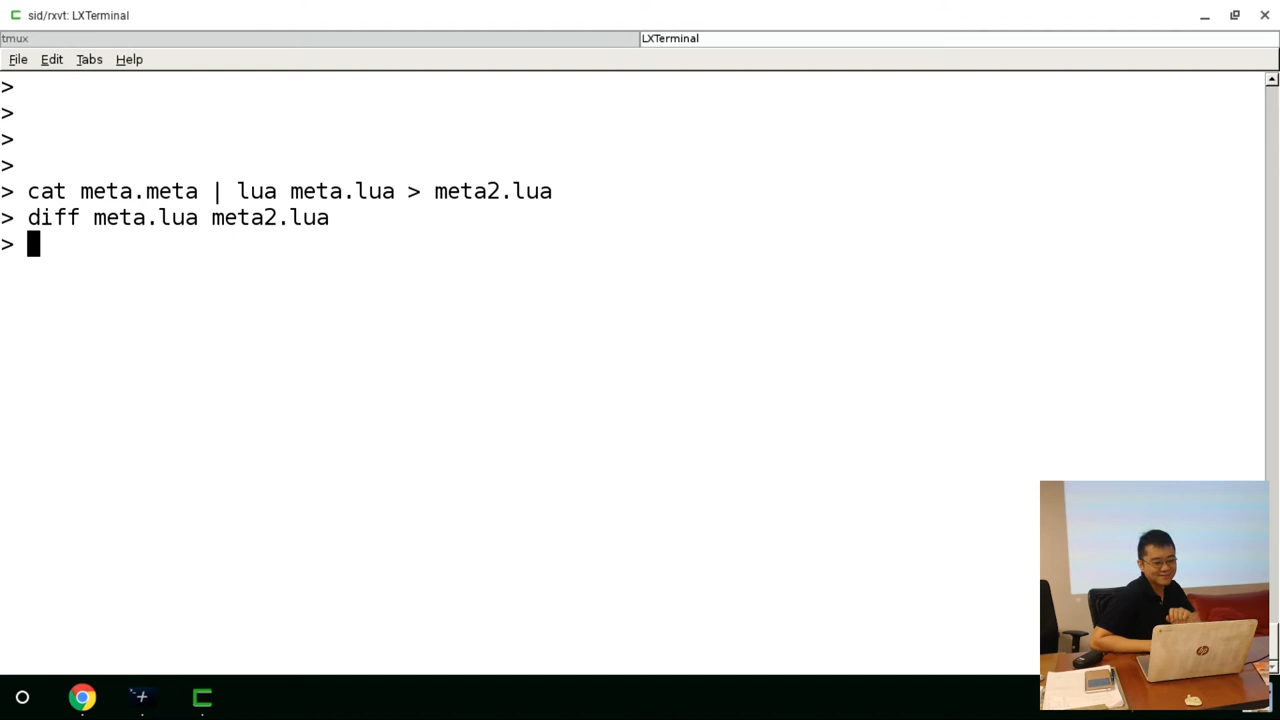 sid/rxvt: LXTerminal
tmux
LXTerminal
File Edit Tabs Help
>
>
>
>
> cat meta.meta | lua meta.lua > meta2.lua
> diff meta.lua meta2.lua
>
hp